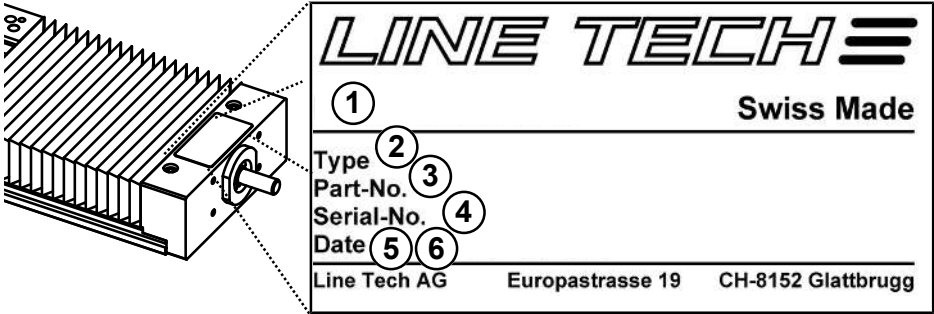 LINE TECH
1
Swiss Made
Type 2
Part-No. 3
Serial-No. 4
Date 5 6
Line Tech AG Europastrasse 19 CH-8152 Glattbrugg